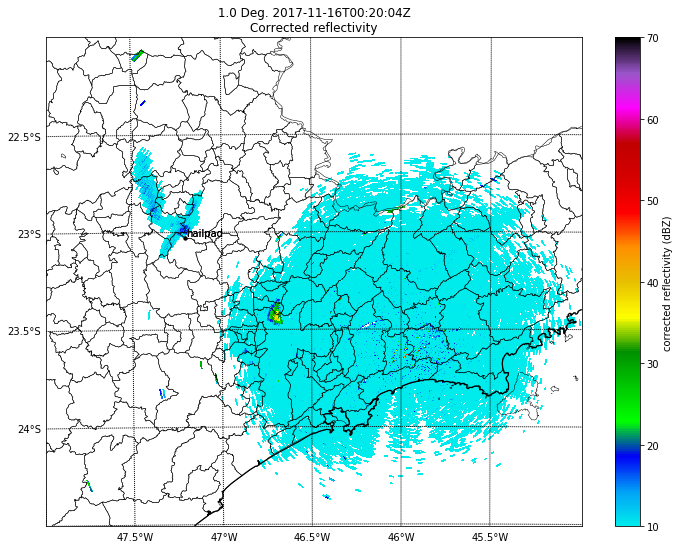 1.0 Deg. 2017-11-16T00:20:04Z
Corrected reflectivity
70
60
50
40
30
20
10
corrected reflectivity (dBZ)
22.5°S
23°S
23.5°S
24°S
47.5°W
47°W
46.5°W
46°W
45.5°W